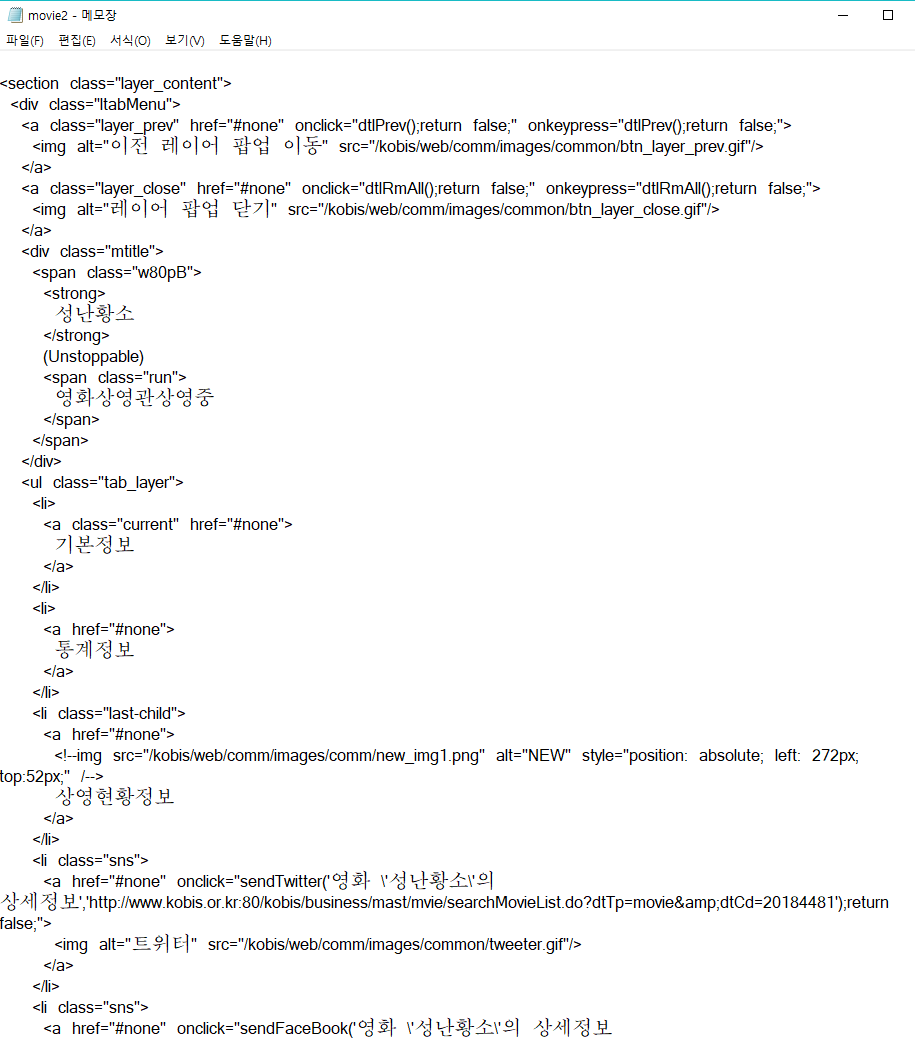 movie2 - 메모장
파일(F) 편집(E) 서식(O) 보기(V) 도움말(H)
<section class="layer_content">
<div class="ltabMenu">
<a class="layer_prev" href="#none" onclick="dtlPrev();return false;" onkeypress="dtlPrev();return false;">
<img alt="이전 레이어 팝업 이동" src="/kobis/web/comm/images/common/btn_layer_prev.gif"/>
</a>
<a class="layer_close" href="#none" onclick="dtlRmAll();return false;" onkeypress="dtlRmAll();return false;">
<img alt="레이어 팝업 닫기" src="/kobis/web/comm/images/common/btn_layer_close.gif"/>
</a>
<div class="mtitle">
<span class="w80pB">
<strong>
성난황소
</strong>
(Unstoppable)
<span class="run">
영화상영관상영중
</span>
</span>
</div>
<ul class="tab_layer">
<li>
<a class="current" href="#none">
기본정보
</a>
</li>
<li>
<a href="#none">
통계정보
</a>
</li>
<li class="last-child">
<a href="#none">
<!--img src="/kobis/web/comm/images/comm/new_img1.png" alt="NEW" style="position: absolute; left: 272px;
top:52px;" /-->
상영현황정보
</a>
</li>
<li class="sns">
<a href="#none" onclick="sendTwitter('영화 \'성난황소\'의
상세정보','http://www.kobis.or.kr:80/kobis/business/mast/mvie/searchMovieList.do?dtTp=movie&amp;dtCd=20184481');return
false;">
<img alt="트위터" src="/kobis/web/comm/images/common/tweeter.gif"/>
</a>
</li>
<li class="sns">
<a href="#none" onclick="sendFaceBook('영화 \'성난황소\'의 상세정보